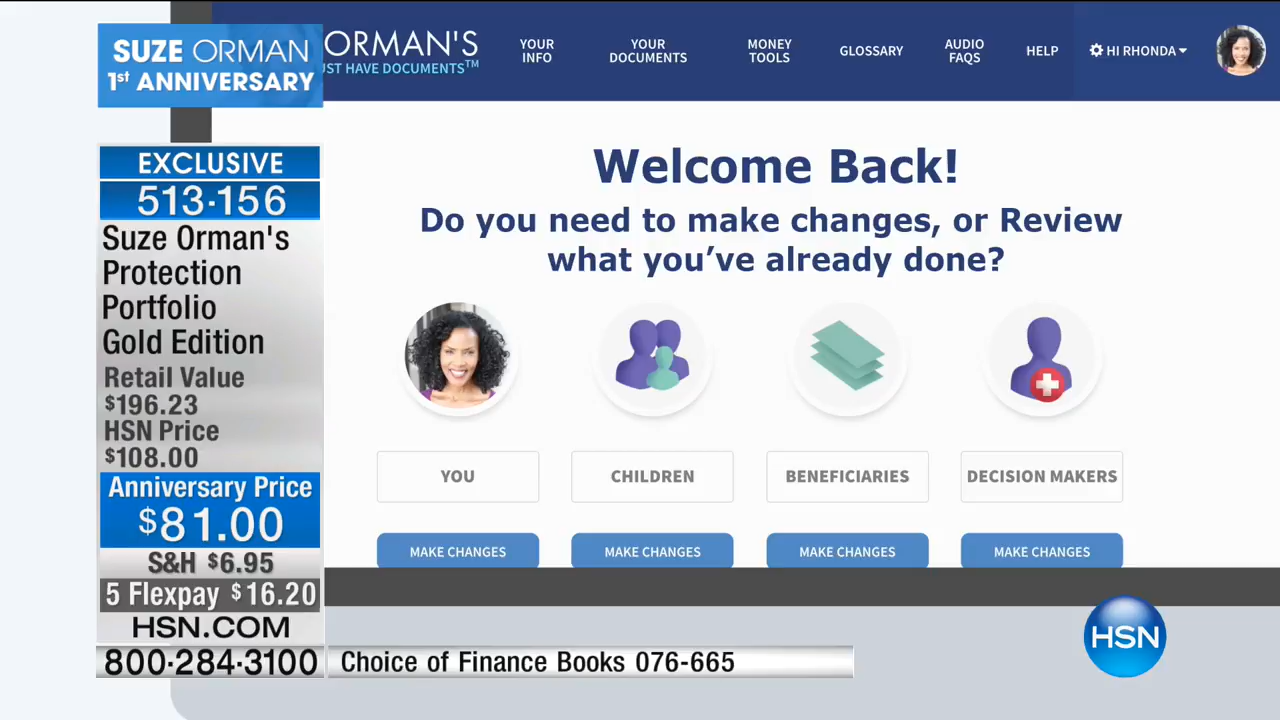 SUZE ORMAN
1st ANNIVERSARY
ORMAN'S
UST HAVE DOCUMENTS™
YOUR
INFO
YOUR
DOCUMENTS
MONEY
TOOLS
GLOSSARY
AUDIO
FAQS
HELP
HI RHONDA
EXCLUSIVE
513-156
Suze Orman's
Protection
Portfolio
Gold Edition
Retail Value
$196.23
HSN Price
$108.00
Anniversary Price
$81.00
S&H $6.95
5 Flexpay $16.20
HSN.COM
800-284-3100
Welcome Back!
Do you need to make changes, or Review
what you’ve already done?
YOU
CHILDREN
BENEFICIARIES
DECISION MAKERS
MAKE CHANGES
MAKE CHANGES
MAKE CHANGES
MAKE CHANGES
Choice of Finance Books 076-665
HSN